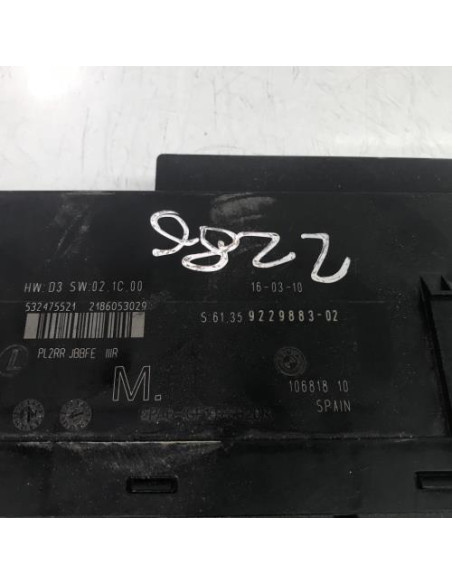 2286
HW:D3 SW:02.1C.00
16-03-10
532475521 2186053029
S:61.35 9229883-02
PL2RR JBBFE IIIR
M.
106818 10
SPAIN